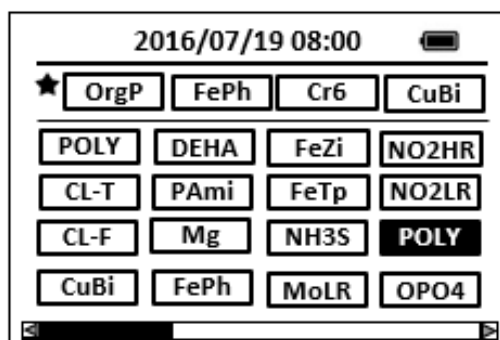 2016/07/19 08:00
OrgP FePh Cr6 CuBi
POLY DEHA FeZi NO2HR
CL-T PAmi FeTp NO2LR
CL-F Mg NH3S POLY
CuBi FePh MoLR OPO4